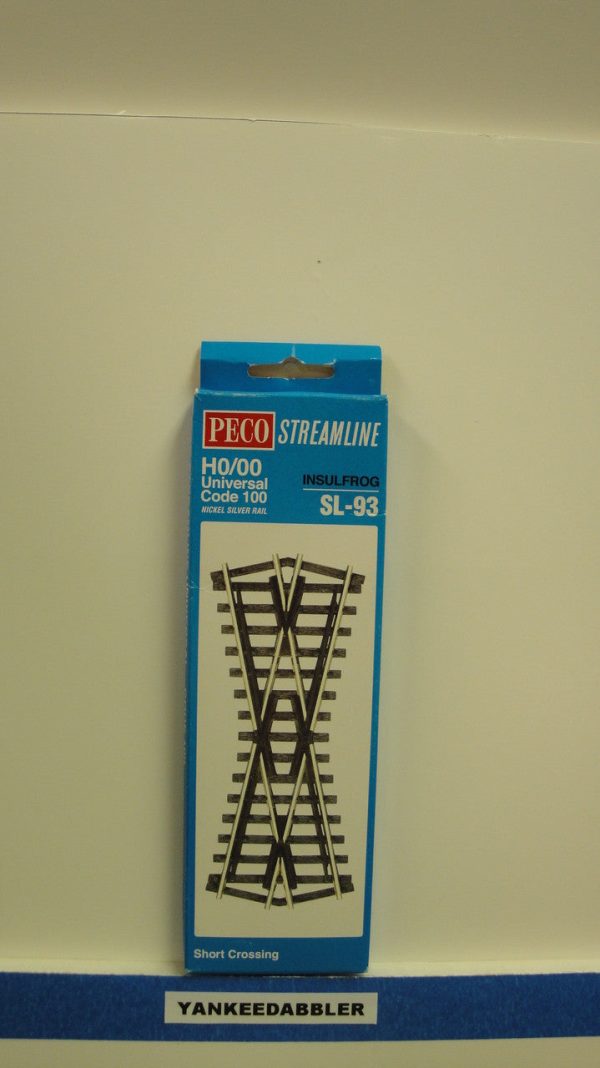 PECO STREAMLINE
H0/00
Universal
Code 100
NICKEL SILVER RAIL
INSULFROG
SL-93
Short Crossing
YANKEEDABBLER